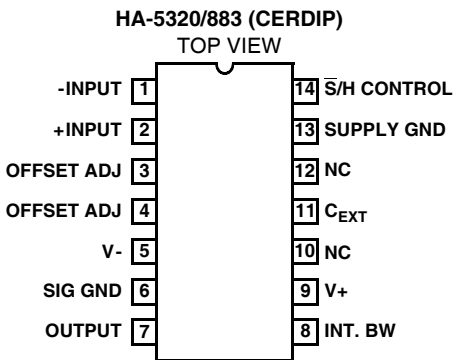 HA-5320/883 (CERDIP)
TOP VIEW
-INPUT 1 14 S̅/H CONTROL
+INPUT 2 13 SUPPLY GND
OFFSET ADJ 3 12 NC
OFFSET ADJ 4 11 CEXT
V- 5 10 NC
SIG GND 6 9 V+
OUTPUT 7 8 INT. BW